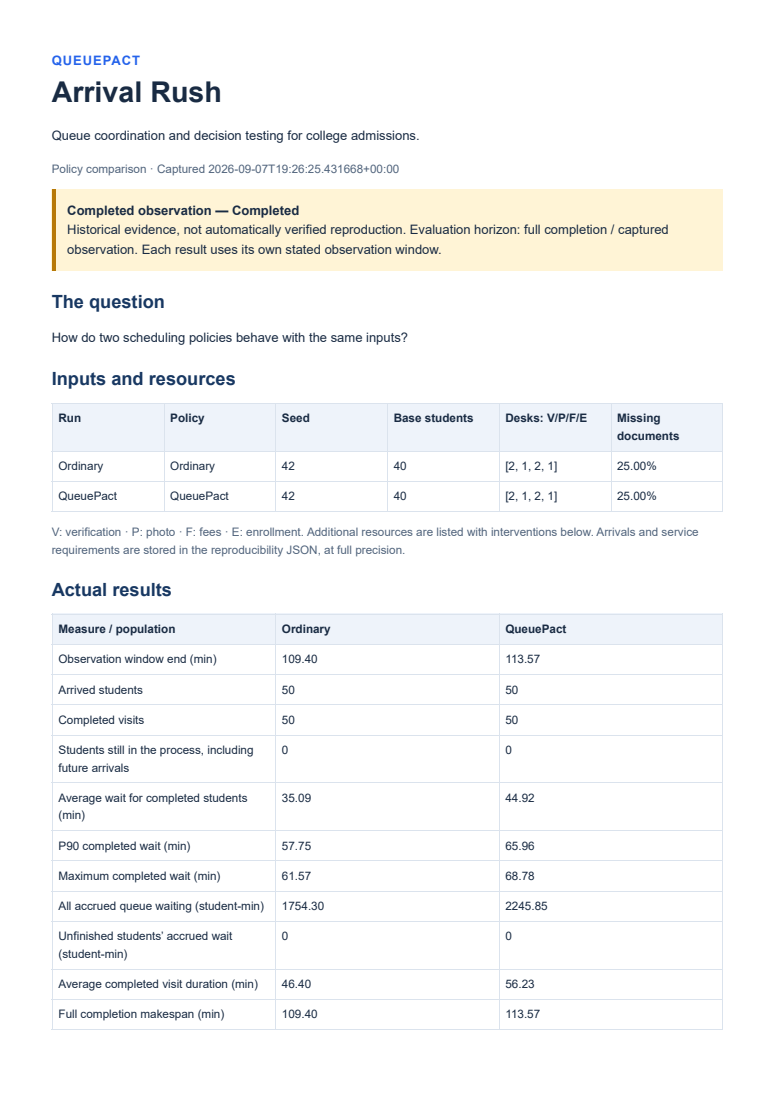 QUEUEPACT
Arrival Rush
Queue coordination and decision testing for college admissions.
Policy comparison · Captured 2026-09-07T19:26:25.431668+00:00
Completed observation — Completed
Historical evidence, not automatically verified reproduction. Evaluation horizon: full completion / captured
observation. Each result uses its own stated observation window.
The question
How do two scheduling policies behave with the same inputs?
Inputs and resources
Run Policy Seed Base students Desks: V/P/F/E Missing
documents
Ordinary Ordinary 42 40 [2, 1, 2, 1] 25.00%
QueuePact QueuePact 42 40 [2, 1, 2, 1] 25.00%
V: verification · P: photo · F: fees · E: enrollment. Additional resources are listed with interventions below. Arrivals and service
requirements are stored in the reproducibility JSON, at full precision.
Actual results
Measure / population Ordinary QueuePact
Observation window end (min) 109.40 113.57
Arrived students 50 50
Completed visits 50 50
Students still in the process, including 0 0
future arrivals
Average wait for completed students 35.09 44.92
(min)
P90 completed wait (min) 57.75 65.96
Maximum completed wait (min) 61.57 68.78
All accrued queue waiting (student-min) 1754.30 2245.85
Unfinished students' accrued wait 0 0
(student-min)
Average completed visit duration (min) 46.40 56.23
Full completion makespan (min) 109.40 113.57